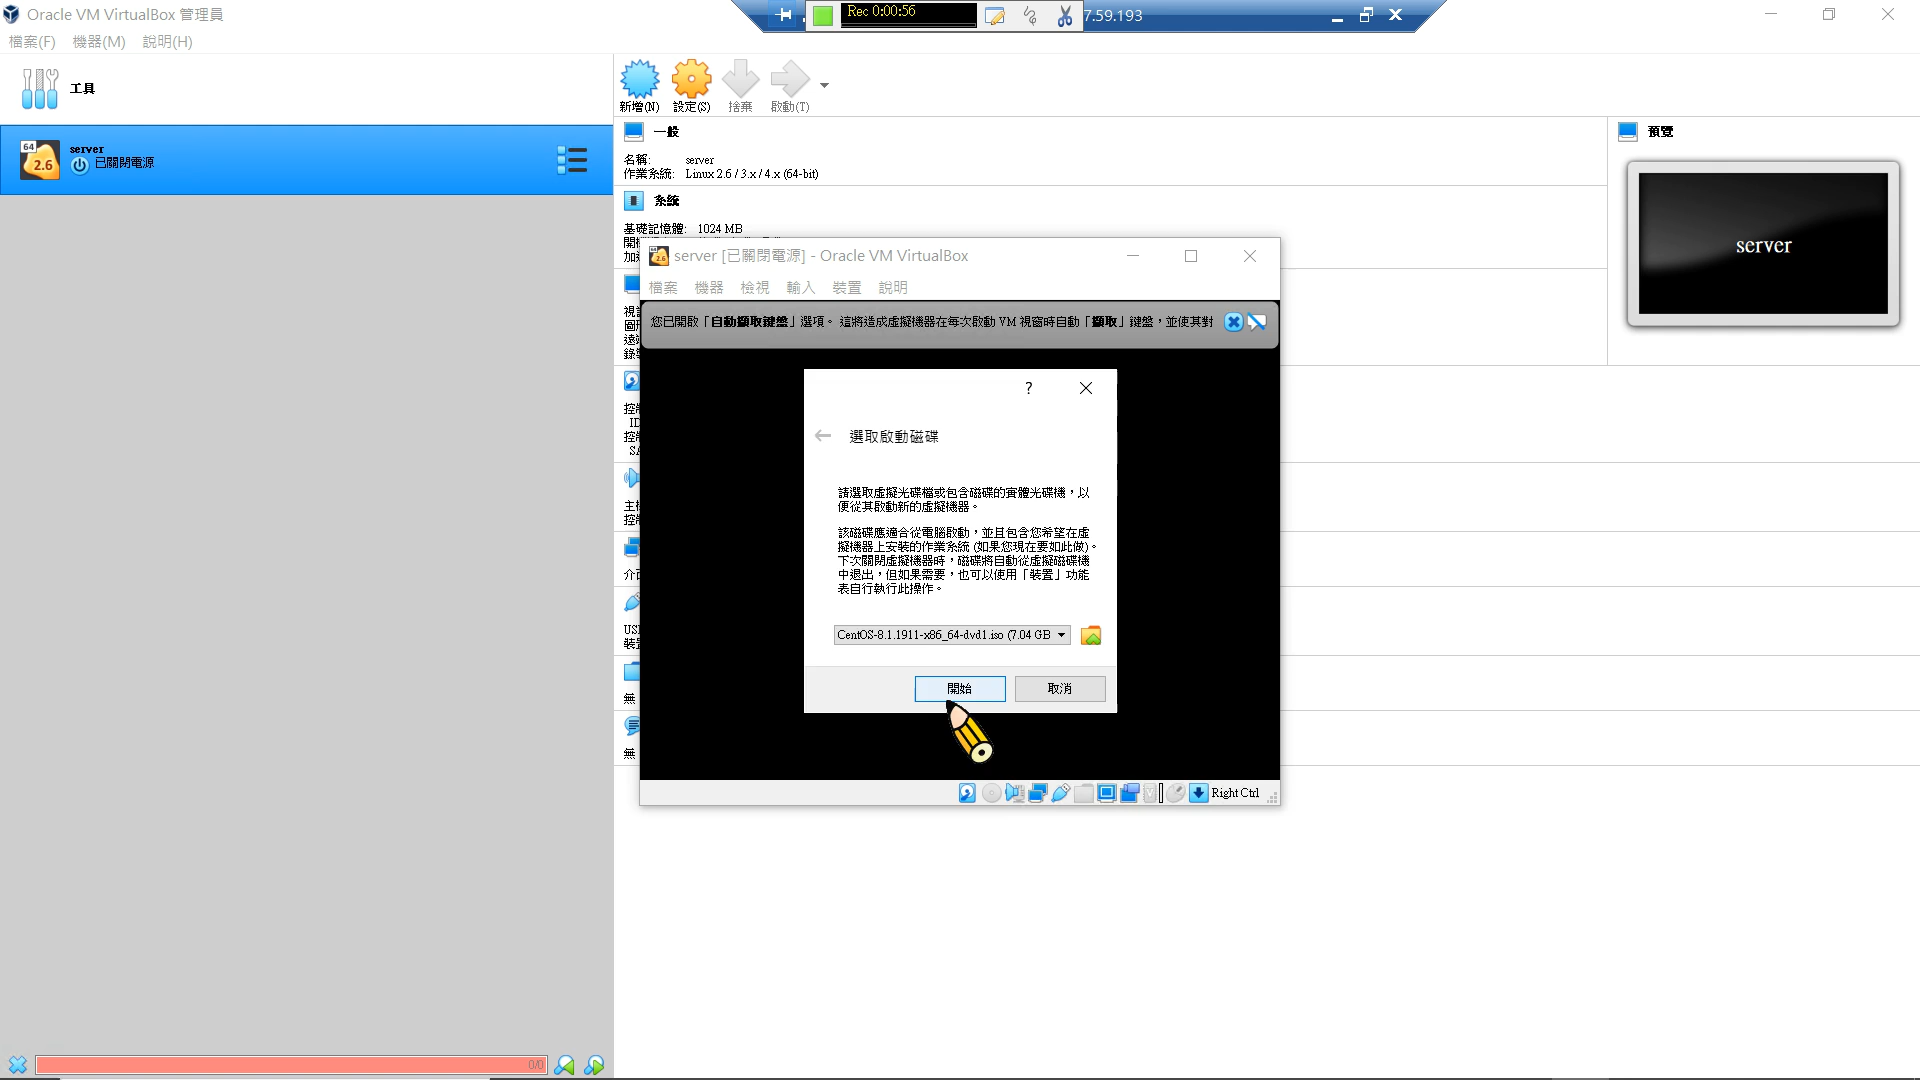 Oracle VM VirtualBox 管理員
Rec 0:00:56
7.59.193
檔案(F) 機器(M) 說明(H)
工具
新增(N) 設定(S) 捨棄 啟動(T)
64
2.6
server
已關閉電源
一般
名稱: server
作業系統: Linux 2.6 / 3.x / 4.x (64-bit)
預覽
server
系統
基礎記憶體: 1024 MB
server [已關閉電源] - Oracle VM VirtualBox
檔案 機器 檢視 輸入 裝置 說明
您已開啟「自動擷取鍵盤」選項。 這將造成虛擬機器在每次啟動 VM 視窗時自動「擷取」鍵盤，並使其對
?
選取啟動磁碟
請選取虛擬光碟檔或包含磁碟的實體光碟機，以
便從其啟動新的虛擬機器。
該磁碟應適合從電腦啟動，並且包含您希望在虛
擬機器上安裝的作業系統 (如果您現在要如此做)。
下次關閉虛擬機器時，磁碟將自動從虛擬磁碟機
中退出，但如果需要，也可以使用「裝置」功能
表自行執行此操作。
CentOS-8.1.1911-x86_64-dvd1.iso (7.04 GB
開始 取消
無
無
Right Ctrl
0/0